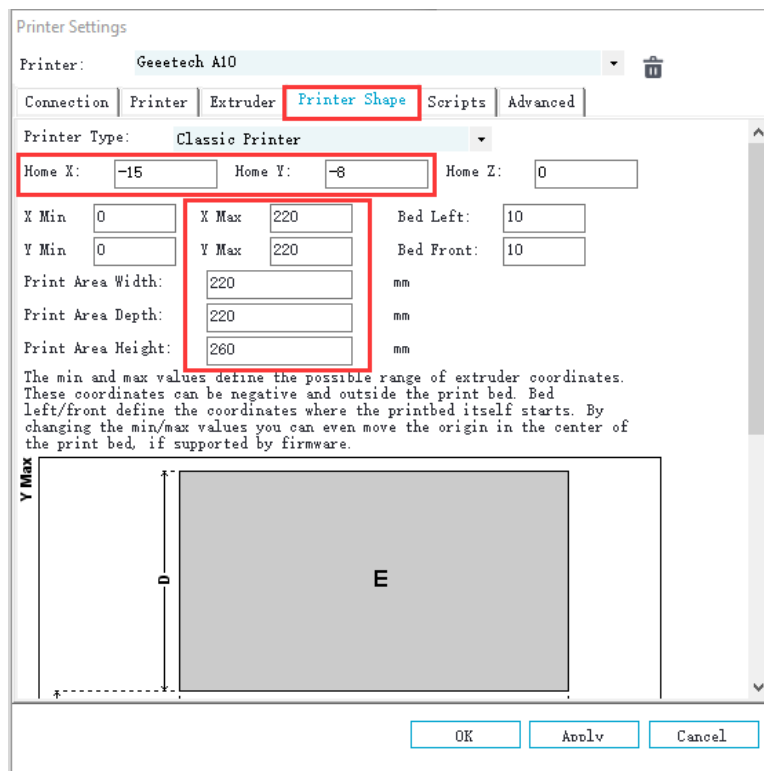 Printer Settings
Printer: Geeetech A10
Connection Printer Extruder Printer Shape Scripts Advanced
Printer Type: Classic Printer
Home X: -15 Home Y: -8 Home Z: 0
X Min 0 X Max 220 Bed Left: 10
Y Min 0 Y Max 220 Bed Front: 10
Print Area Width: 220 mm
Print Area Depth: 220 mm
Print Area Height: 260 mm
The min and max values define the possible range of extruder coordinates.
These coordinates can be negative and outside the print bed. Bed
left/front define the coordinates where the printbed itself starts. By
changing the min/max values you can even move the origin in the center of
the print bed, if supported by firmware.
Y Max
D
E
OK Apply Cancel